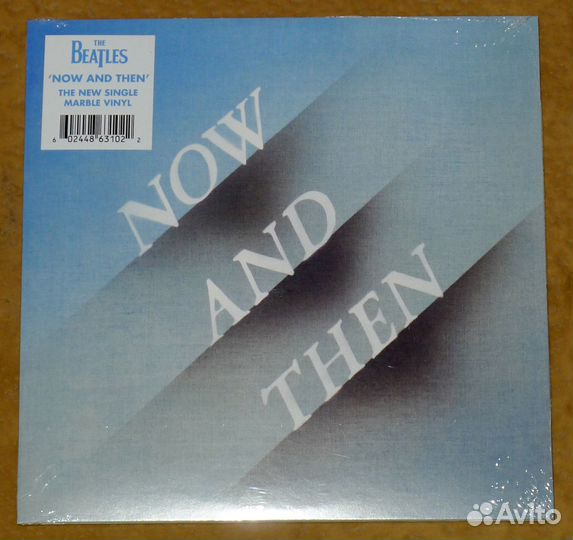 THE
BEATLES
'NOW AND THEN'
THE NEW SINGLE
MARBLE VINYL
6 02448 63102 2
NOW
AND
THEN
Avito